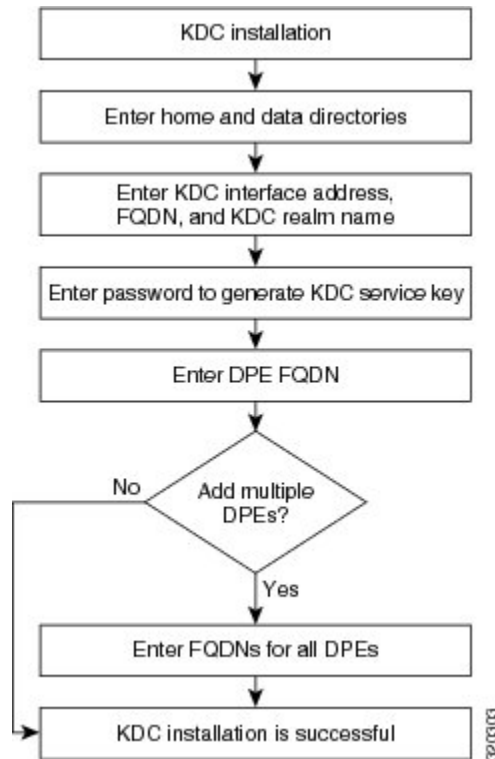 KDC installation
Enter home and data directories
Enter KDC interface address,
FQDN, and KDC realm name
Enter password to generate KDC service key
Enter DPE FQDN
Add multiple
DPEs?
No
Yes
Enter FQDNs for all DPEs
KDC installation is successful